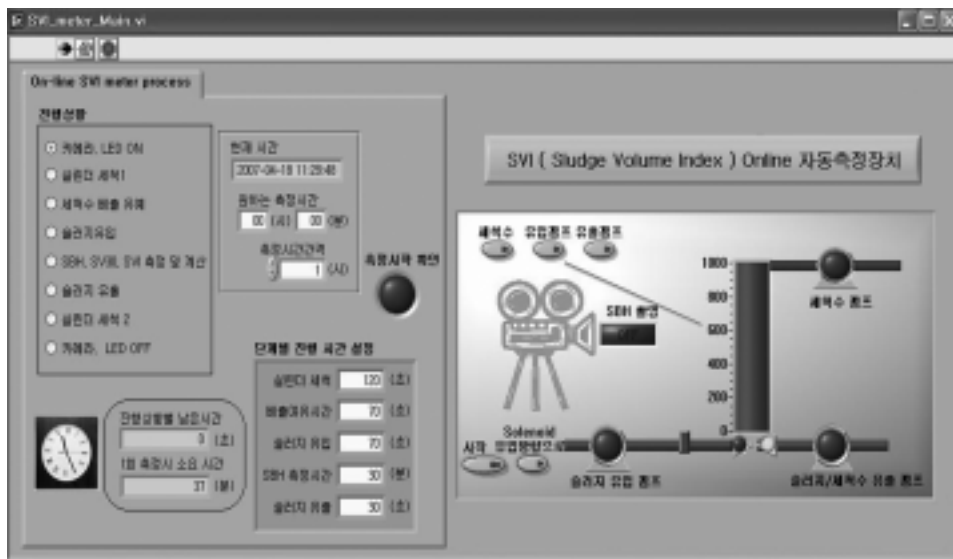 SVI_meter_Main.vi
On-line SVI meter process
진행상황
카메라, LED ON
실린더 세척1
세척수 배출 유예
슬러지유입
SBH, SV30, SVI 측정 및 계산
슬러지 유출
실린더 세척 2
카메라, LED OFF
현재 시간
2007-04-18 11:29:48
원하는 측정시간
00 (시) 00 (분)
측정시간간격
1 (시)
측정시작 확인
단계별 진행 시간 설정
실린더 세척 120 (초)
배출여유시간 70 (초)
슬러지 유입 70 (초)
SBH 측정시간 30 (분)
슬러지 유출 30 (초)
진행상황별 남은시간
0 (초)
1회 측정시 소요 시간
37 (분)
SVI ( Sludge Volume Index ) Online 자동측정장치
세척수 유입펌프 유출펌프
SBH 촬영
1000
800
600
400
200
0
세척수 펌프
시작
Solenoid
유입방향으로
슬러지 유입 펌프
슬러지/세척수 유출 펌프